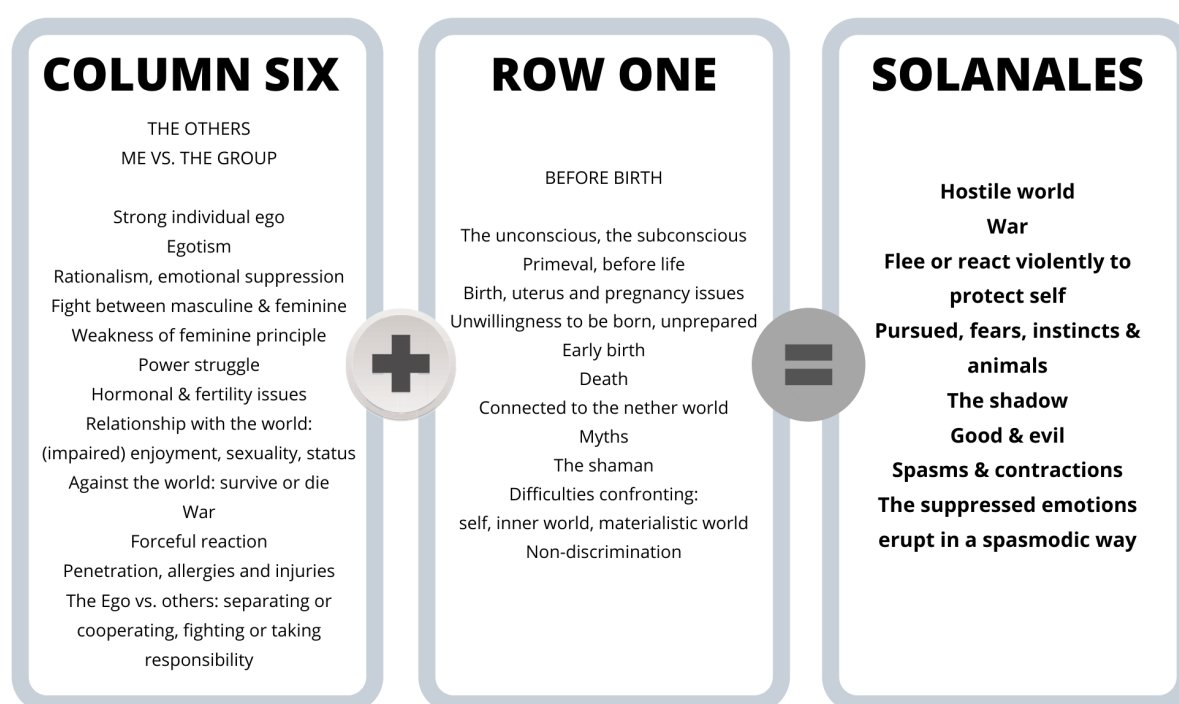 COLUMN SIX
THE OTHERS
ME VS. THE GROUP
Strong individual ego
Egotism
Rationalism, emotional suppression
Fight between masculine & feminine
Weakness of feminine principle
Power struggle
Hormonal & fertility issues
Relationship with the world:
(impaired) enjoyment, sexuality, status
Against the world: survive or die
War
Forceful reaction
Penetration, allergies and injuries
The Ego vs. others: separating or
cooperating, fighting or taking
responsibility
ROW ONE
BEFORE BIRTH
The unconscious, the subconscious
Primeval, before life
Birth, uterus and pregnancy issues
Unwillingness to be born, unprepared
Early birth
Death
Connected to the nether world
Myths
The shaman
Difficulties confronting:
self, inner world, materialistic world
Non-discrimination
SOLANALES
Hostile world
War
Flee or react violently to
protect self
Pursued, fears, instincts &
animals
The shadow
Good & evil
Spasms & contractions
The suppressed emotions
erupt in a spasmodic way